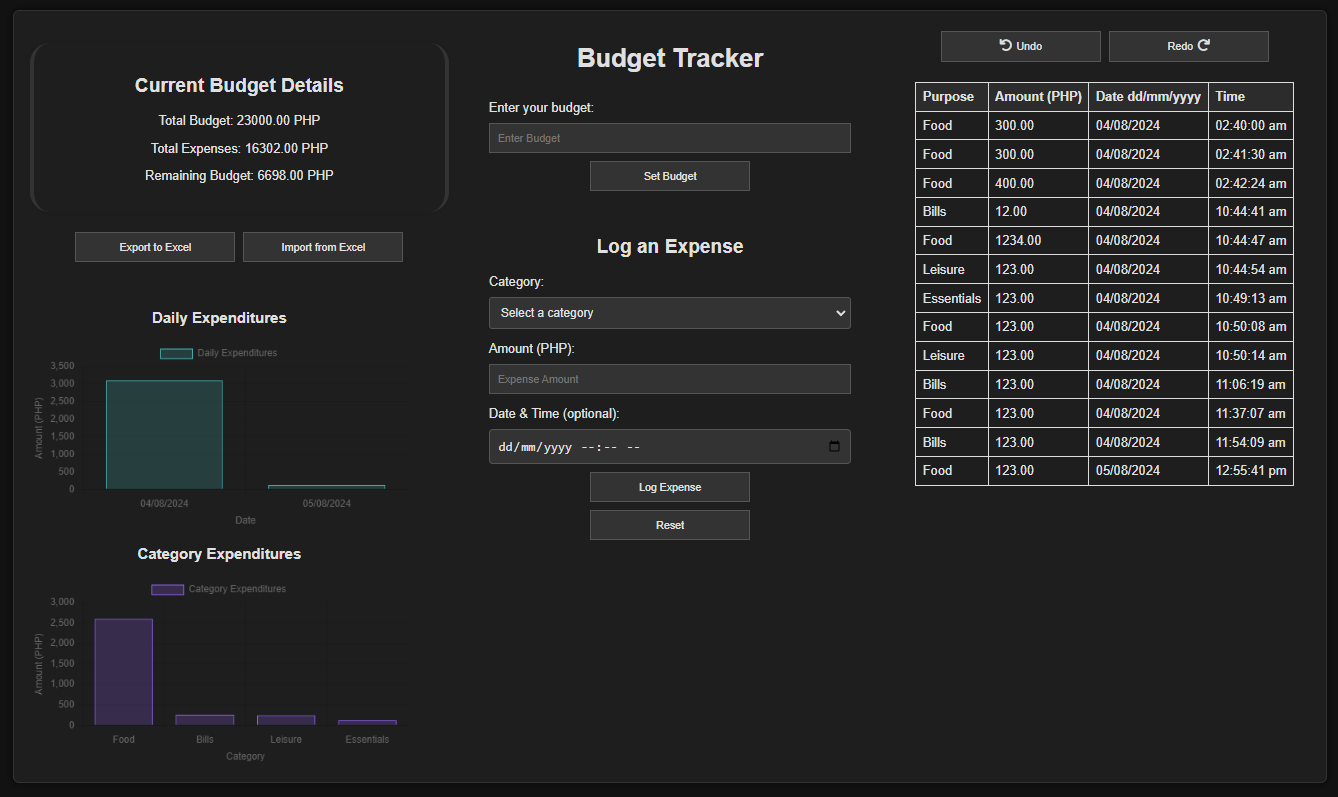 Current Budget Details
Total Budget: 23000.00 PHP
Total Expenses: 16302.00 PHP
Remaining Budget: 6698.00 PHP
Export to Excel
Import from Excel
Daily Expenditures
Daily Expenditures
3,500
3,000
2,500
2,000
1,500
1,000
500
0
Amount (PHP)
04/08/2024
05/08/2024
Date
Category Expenditures
Category Expenditures
3,000
2,500
2,000
1,500
1,000
500
0
Amount (PHP)
Food
Bills
Leisure
Essentials
Category
Budget Tracker
Enter your budget:
Enter Budget
Set Budget
Log an Expense
Category:
Select a category
Amount (PHP):
Expense Amount
Date & Time (optional):
dd/mm/yyyy --:-- --
Log Expense
Reset
Undo
Redo
Purpose Amount (PHP) Date dd/mm/yyyy Time
Food 300.00 04/08/2024 02:40:00 am
Food 300.00 04/08/2024 02:41:30 am
Food 400.00 04/08/2024 02:42:24 am
Bills 12.00 04/08/2024 10:44:41 am
Food 1234.00 04/08/2024 10:44:47 am
Leisure 123.00 04/08/2024 10:44:54 am
Essentials 123.00 04/08/2024 10:49:13 am
Food 123.00 04/08/2024 10:50:08 am
Leisure 123.00 04/08/2024 10:50:14 am
Bills 123.00 04/08/2024 11:06:19 am
Food 123.00 04/08/2024 11:37:07 am
Bills 123.00 04/08/2024 11:54:09 am
Food 123.00 05/08/2024 12:55:41 pm